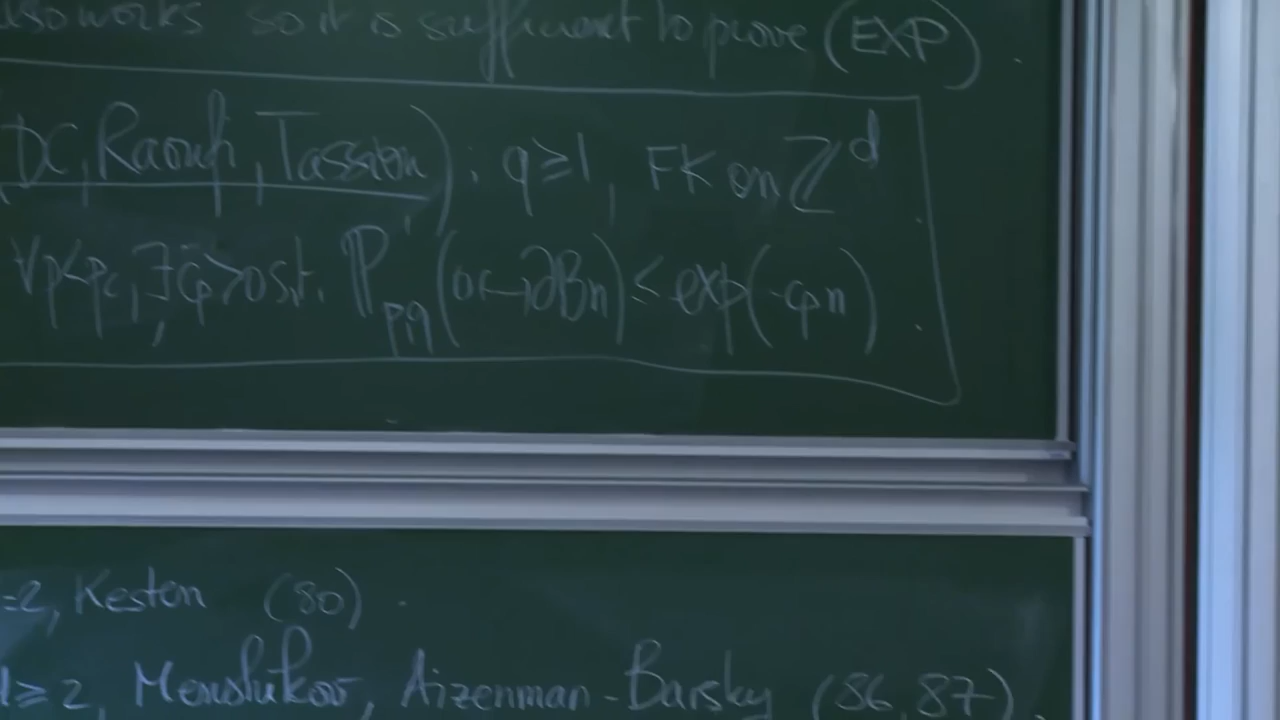 also works so it is sufficient to prove (EXP).
DC, Raoufi, Tassion) : q ≥ 1, FK on ℤ^d
∀p<p_c, ∃c_p>0 s.t. ℙ_{p,q}(0 ↔ ∂B_n) ≤ exp(-c_p n)
=2, Kesten (80).
d ≥ 2, Menshikov, Aizenman-Barsky (86, 87).